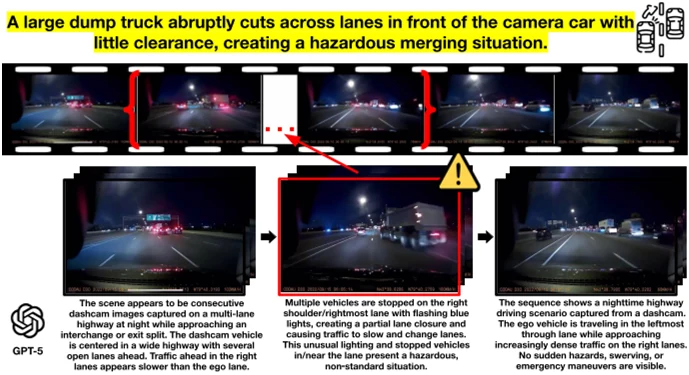 A large dump truck abruptly cuts across lanes in front of the camera car with
little clearance, creating a hazardous merging situation.
The scene appears to be consecutive
dashcam images captured on a multi-lane
highway at night while approaching an
interchange or exit split. The dashcam vehicle
is centered in a wide highway with several
open lanes ahead. Traffic ahead in the right
lanes appears slower than the ego lane.
Multiple vehicles are stopped on the right
shoulder/rightmost lane with flashing blue
lights, creating a partial lane closure and
causing traffic to slow and change lanes.
This unusual lighting and stopped vehicles
in/near the lane present a hazardous,
non-standard situation.
The sequence shows a nighttime highway
driving scenario captured from a dashcam.
The ego vehicle is traveling in the leftmost
through lane while approaching
increasingly dense traffic on the right lanes.
No sudden hazards, swerving, or
emergency maneuvers are visible.
GPT-5